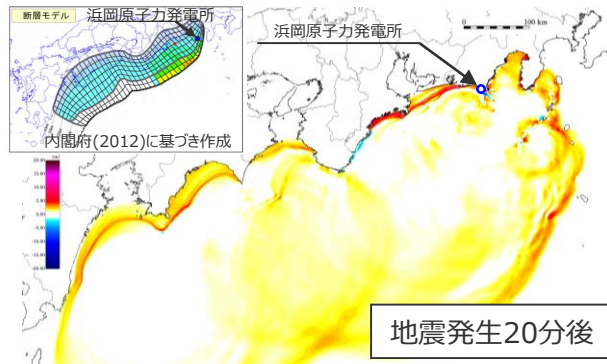 断層モデル
浜岡原子力発電所
内閣府(2012)に基づき作成
0
100 km
浜岡原子力発電所
地震発生20分後